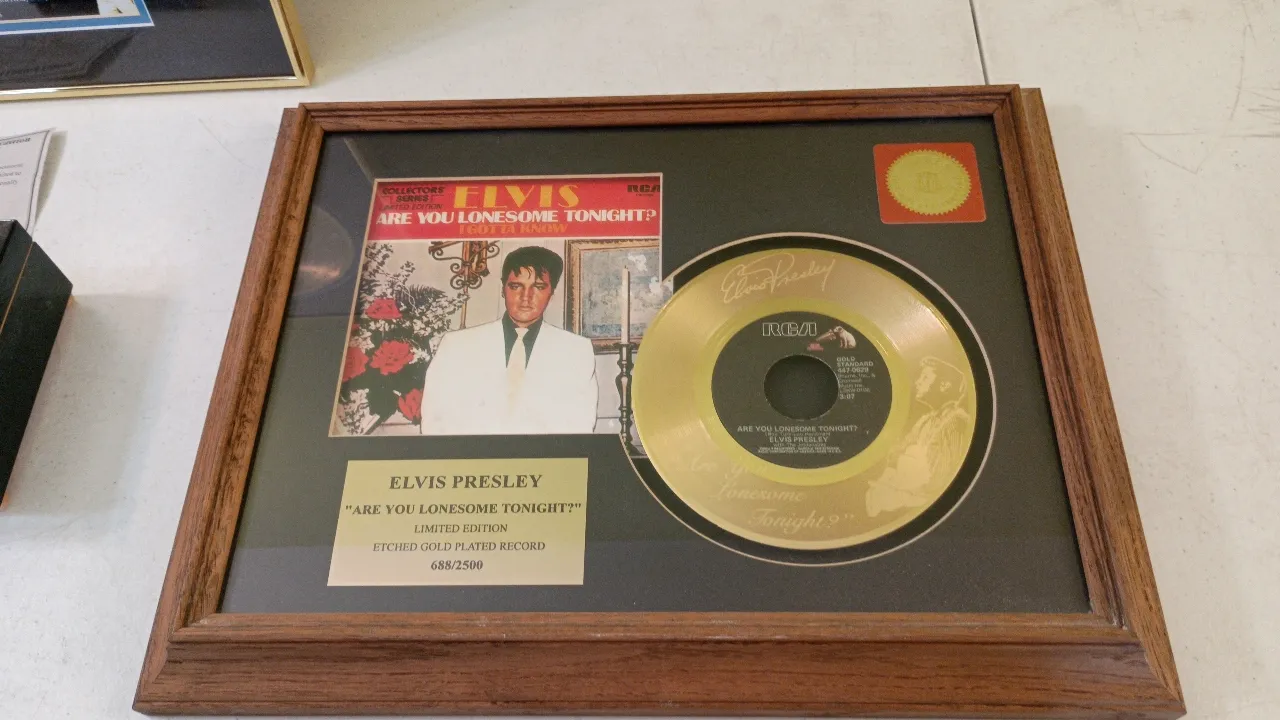 COLLECTORS'
SERIES
LIMITED EDITION
ELVIS
RCA
ARE YOU LONESOME TONIGHT?
I GOTTA KNOW
Elvis Presley
RCA
GOLD
STANDARD
447-0629
3:07
ARE YOU LONESOME TONIGHT?
ELVIS PRESLEY
Are You
Lonesome
Tonight?"
ELVIS PRESLEY
"ARE YOU LONESOME TONIGHT?"
LIMITED EDITION
ETCHED GOLD PLATED RECORD
688/2500